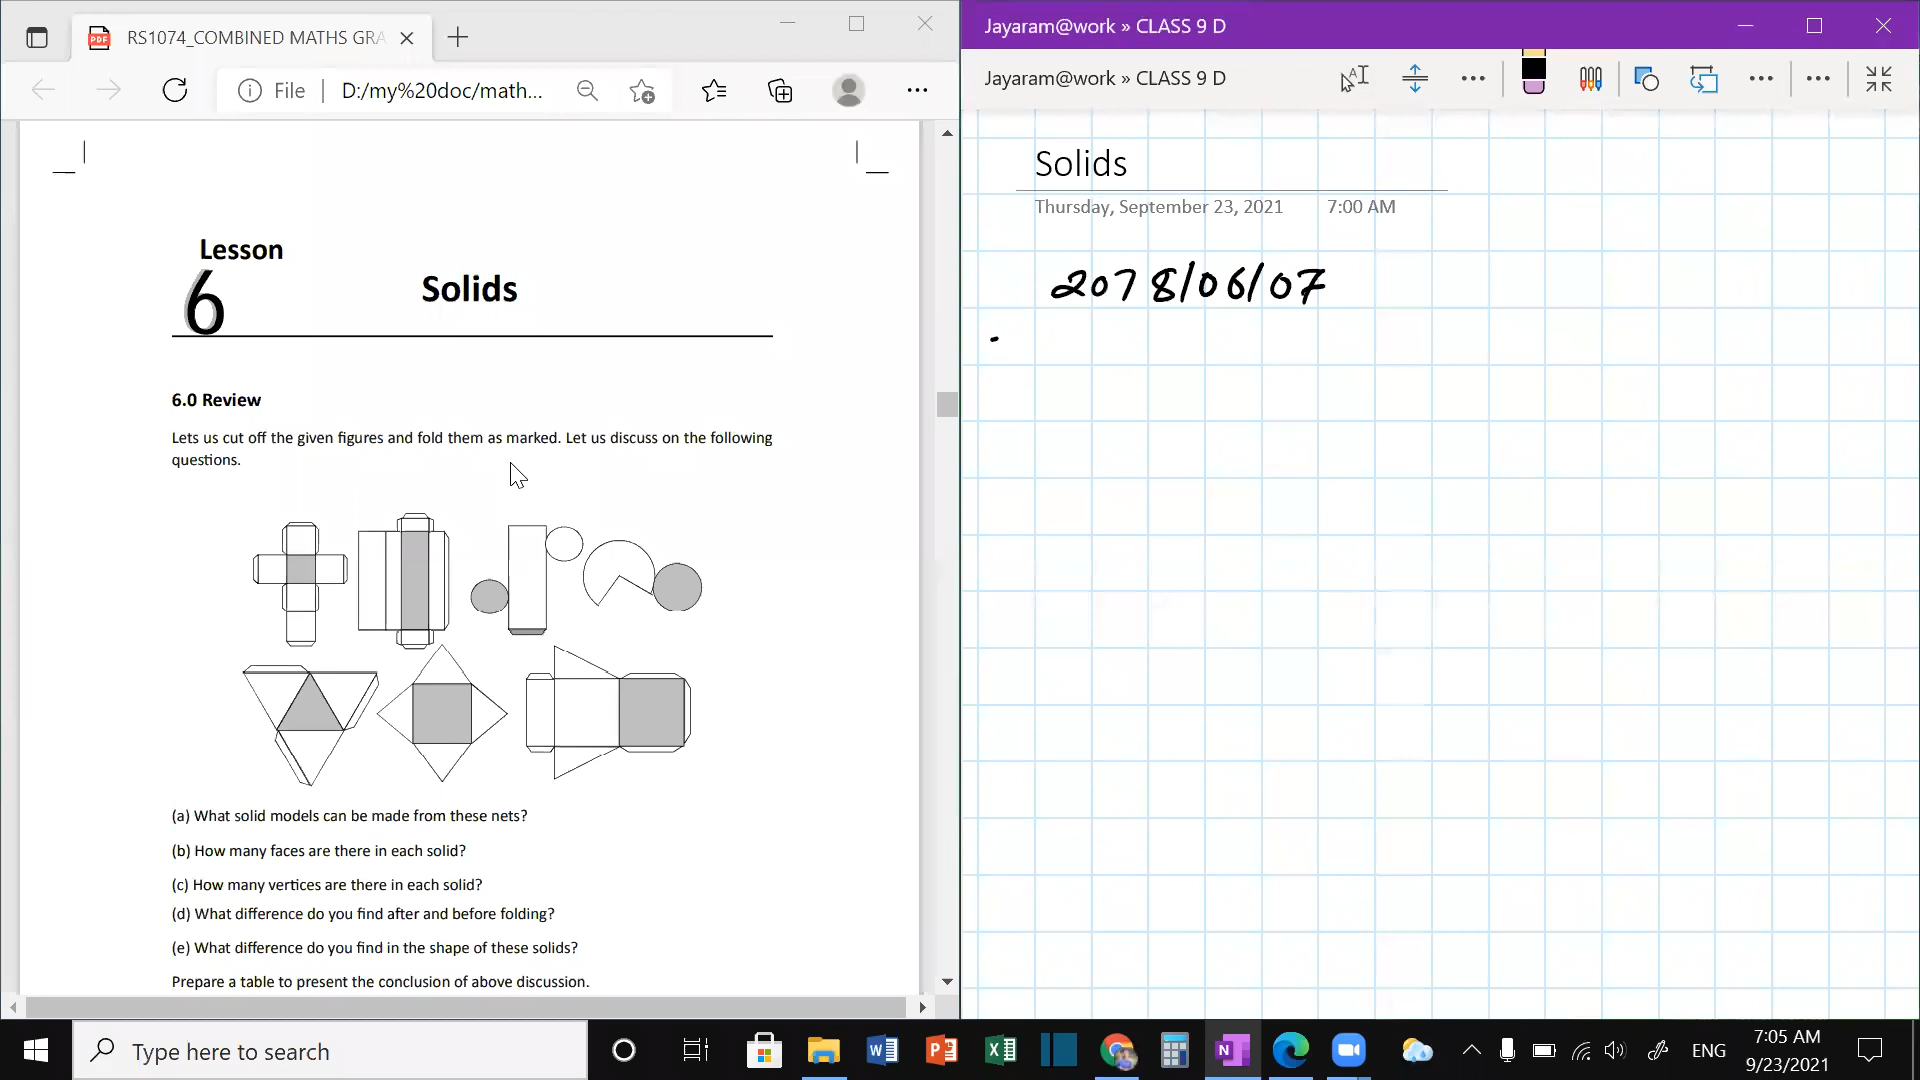 RS1074_COMBINED MATHS GRA
File
D:/my%20doc/math...
Lesson
6
Solids
6.0 Review
Lets us cut off the given figures and fold them as marked. Let us discuss on the following
questions.
(a) What solid models can be made from these nets?
(b) How many faces are there in each solid?
(c) How many vertices are there in each solid?
(d) What difference do you find after and before folding?
(e) What difference do you find in the shape of these solids?
Prepare a table to present the conclusion of above discussion.
Jayaram@work » CLASS 9 D
Jayaram@work » CLASS 9 D
Solids
Thursday, September 23, 2021 7:00 AM
2078/06/07
Type here to search
ENG
7:05 AM
9/23/2021